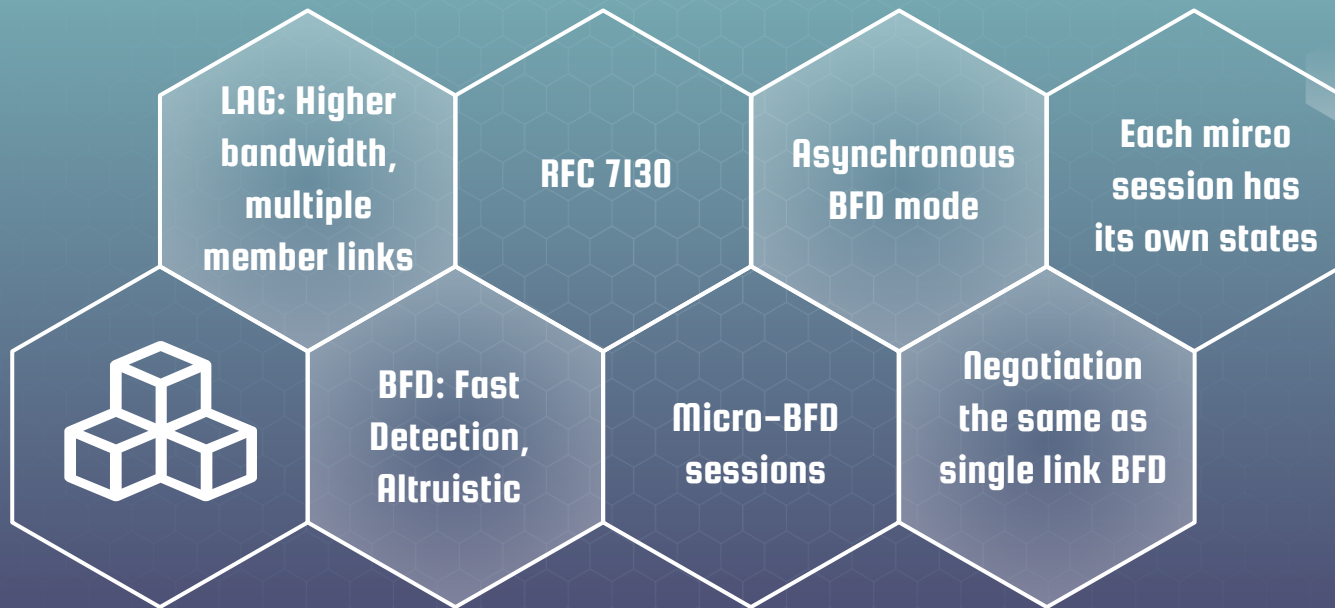 LAG: Higher
bandwidth,
multiple
member links
RFC 7130
Asynchronous
BFD mode
Each mirco
session has
its own states
BFD: Fast
Detection,
Altruistic
Micro-BFD
sessions
Negotiation
the same as
single link BFD